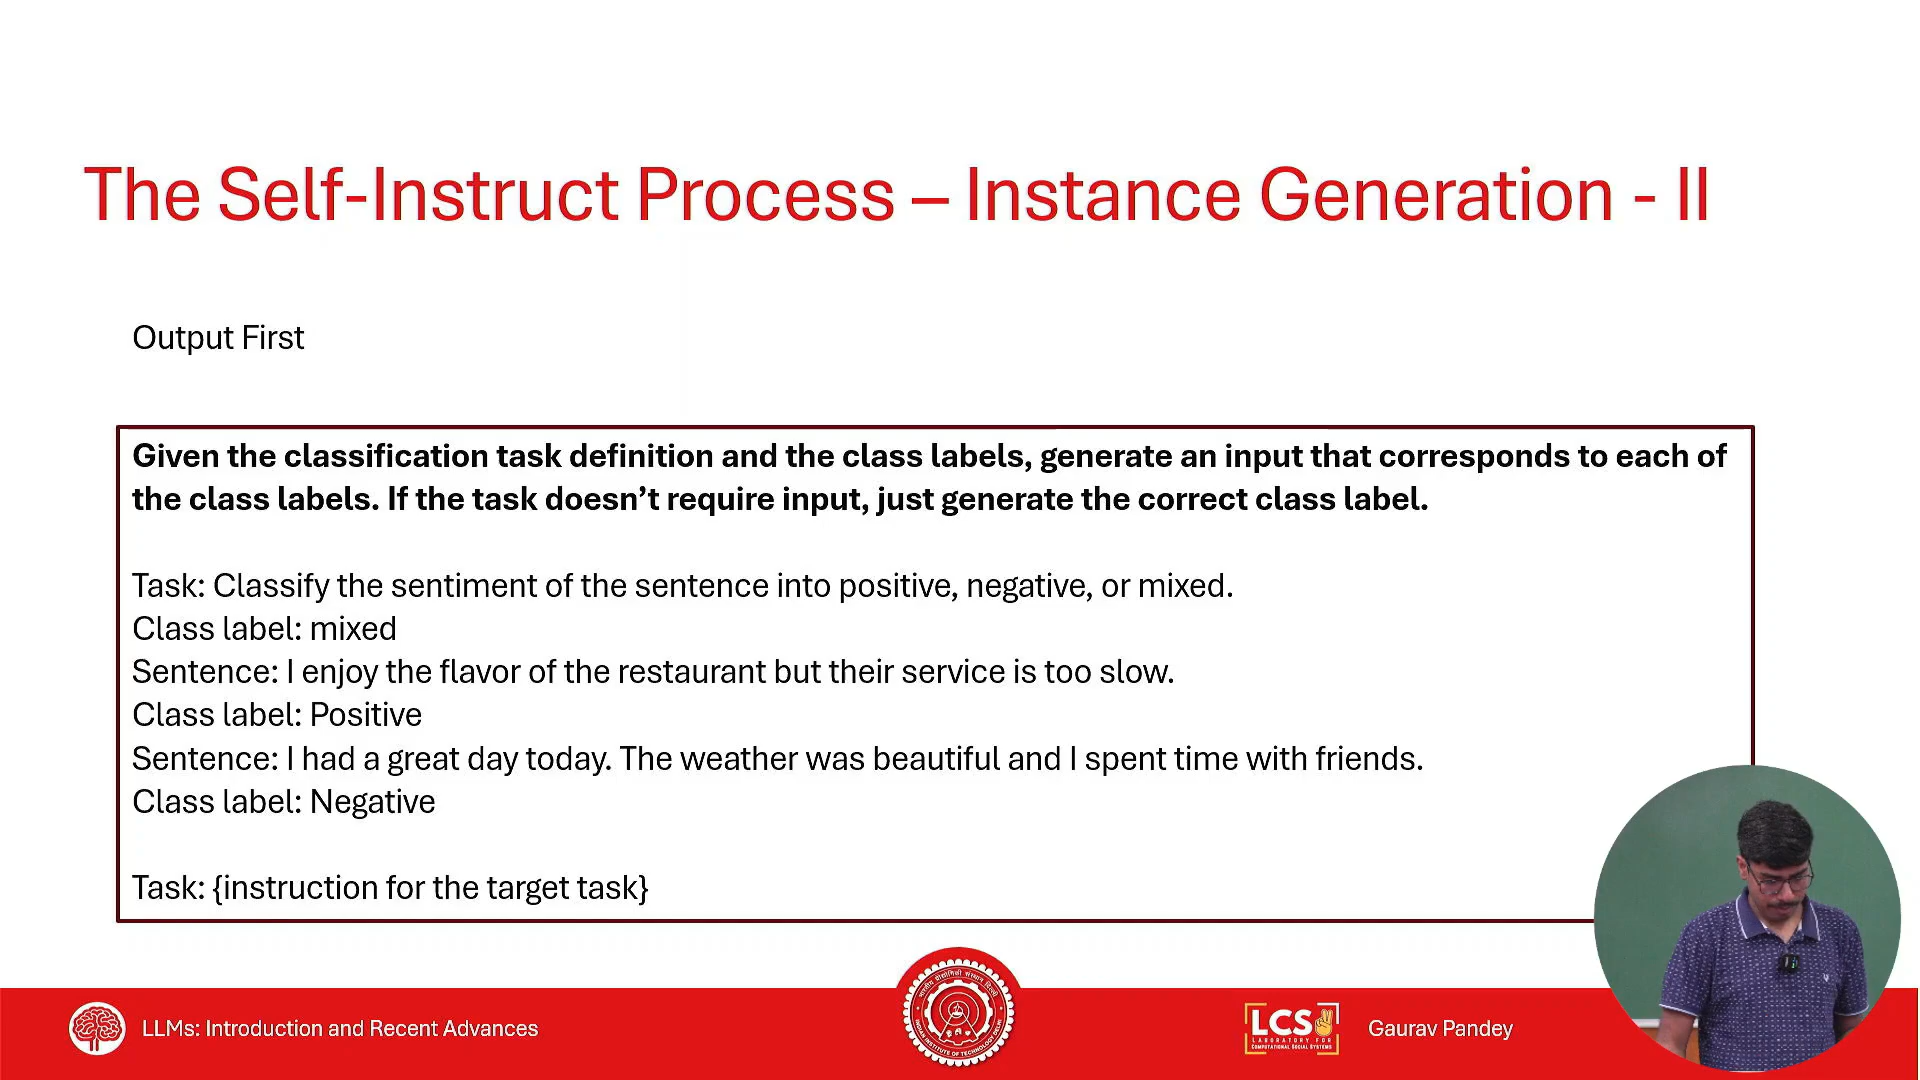 The Self-Instruct Process – Instance Generation - II
Output First
Given the classification task definition and the class labels, generate an input that corresponds to each of
the class labels. If the task doesn’t require input, just generate the correct class label.
Task: Classify the sentiment of the sentence into positive, negative, or mixed.
Class label: mixed
Sentence: I enjoy the flavor of the restaurant but their service is too slow.
Class label: Positive
Sentence: I had a great day today. The weather was beautiful and I spent time with friends.
Class label: Negative
Task: {instruction for the target task}
LLMs: Introduction and Recent Advances
LCS
LABORATORY FOR
COMPUTATIONAL SOCIAL SYSTEMS
Gaurav Pandey